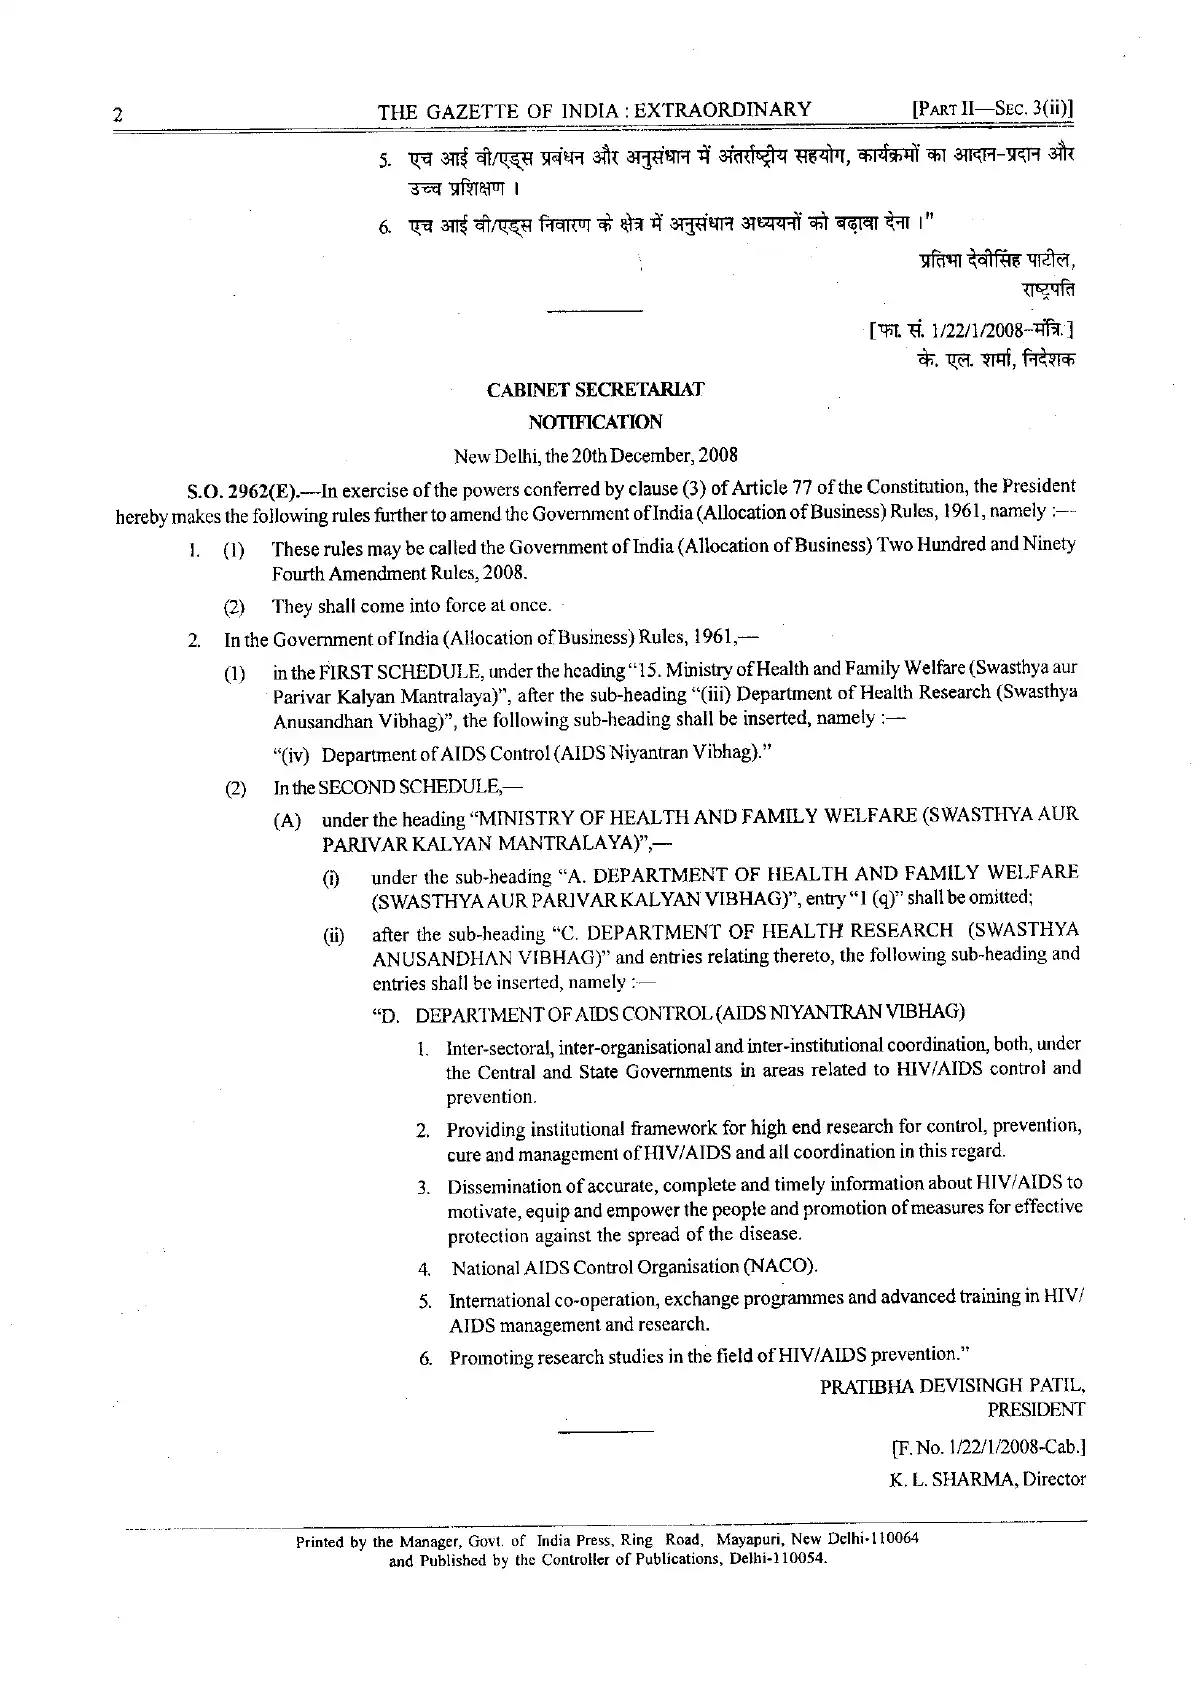 2 THE GAZETTE OF INDIA : EXTRAORDINARY [PART II—SEC. 3(ii)]
5. एच आई वी/एड्स प्रबंधन और अनुसंधान में अंतर्राष्ट्रीय सहयोग, कार्यक्रमों का आदान-प्रदान और
उच्च प्रशिक्षण ।
6. एच आई वी/एड्स निवारण के क्षेत्र में अनुसंधान अध्ययनों को बढ़ावा देना ।"
प्रतिभा देवीसिंह पाटील,
राष्ट्रपति
[फा. सं. 1/22/1/2008-मंत्रि.]
के. एल. शर्मा, निदेशक
CABINET SECRETARIAT
NOTIFICATION
New Delhi, the 20th December, 2008
S.O. 2962(E).—In exercise of the powers conferred by clause (3) of Article 77 of the Constitution, the President
hereby makes the following rules further to amend the Government of India (Allocation of Business) Rules, 1961, namely :—
1. (1) These rules may be called the Government of India (Allocation of Business) Two Hundred and Ninety
Fourth Amendment Rules, 2008.
(2) They shall come into force at once.
2. In the Government of India (Allocation of Business) Rules, 1961,—
(1) in the FIRST SCHEDULE, under the heading "15. Ministry of Health and Family Welfare (Swasthya aur
Parivar Kalyan Mantralaya)", after the sub-heading "(iii) Department of Health Research (Swasthya
Anusandhan Vibhag)", the following sub-heading shall be inserted, namely :—
"(iv) Department of AIDS Control (AIDS Niyantran Vibhag)."
(2) In the SECOND SCHEDULE,—
(A) under the heading "MINISTRY OF HEALTH AND FAMILY WELFARE (SWASTHYA AUR
PARIVAR KALYAN MANTRALAYA)",—
(i) under the sub-heading "A. DEPARTMENT OF HEALTH AND FAMILY WELFARE
(SWASTHYA AUR PARIVAR KALYAN VIBHAG)", entry "1 (q)" shall be omitted;
(ii) after the sub-heading "C. DEPARTMENT OF HEALTH RESEARCH (SWASTHYA
ANUSANDHAN VIBHAG)" and entries relating thereto, the following sub-heading and
entries shall be inserted, namely :—
"D. DEPARTMENT OF AIDS CONTROL (AIDS NIYANTRAN VIBHAG)
1. Inter-sectoral, inter-organisational and inter-institutional coordination, both, under
the Central and State Governments in areas related to HIV/AIDS control and
prevention.
2. Providing institutional framework for high end research for control, prevention,
cure and management of HIV/AIDS and all coordination in this regard.
3. Dissemination of accurate, complete and timely information about HIV/AIDS to
motivate, equip and empower the people and promotion of measures for effective
protection against the spread of the disease.
4. National AIDS Control Organisation (NACO).
5. International co-operation, exchange programmes and advanced training in HIV/
AIDS management and research.
6. Promoting research studies in the field of HIV/AIDS prevention."
PRATIBHA DEVISINGH PATIL,
PRESIDENT
[F. No. 1/22/1/2008-Cab.]
K. L. SHARMA, Director
Printed by the Manager, Govt. of India Press, Ring Road, Mayapuri, New Delhi-110064
and Published by the Controller of Publications, Delhi-110054.